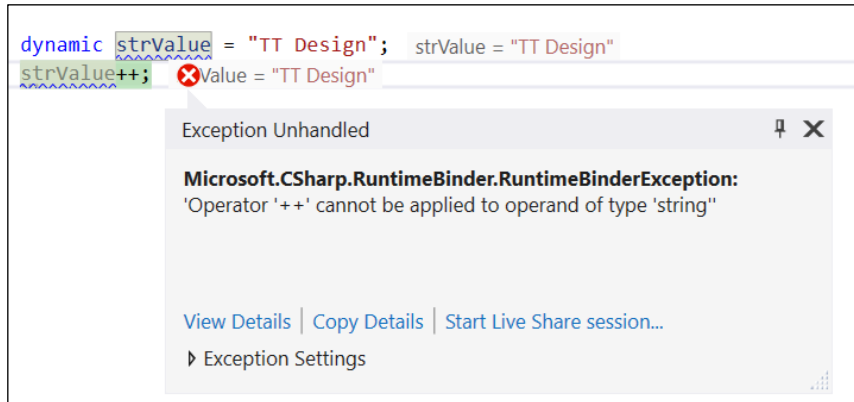 dynamic strValue = "TT Design"; strValue = "TT Design"
strValue++; Value = "TT Design"
Exception Unhandled
Microsoft.CSharp.RuntimeBinder.RuntimeBinderException:
'Operator '++' cannot be applied to operand of type 'string''
View Details | Copy Details | Start Live Share session...
Exception Settings